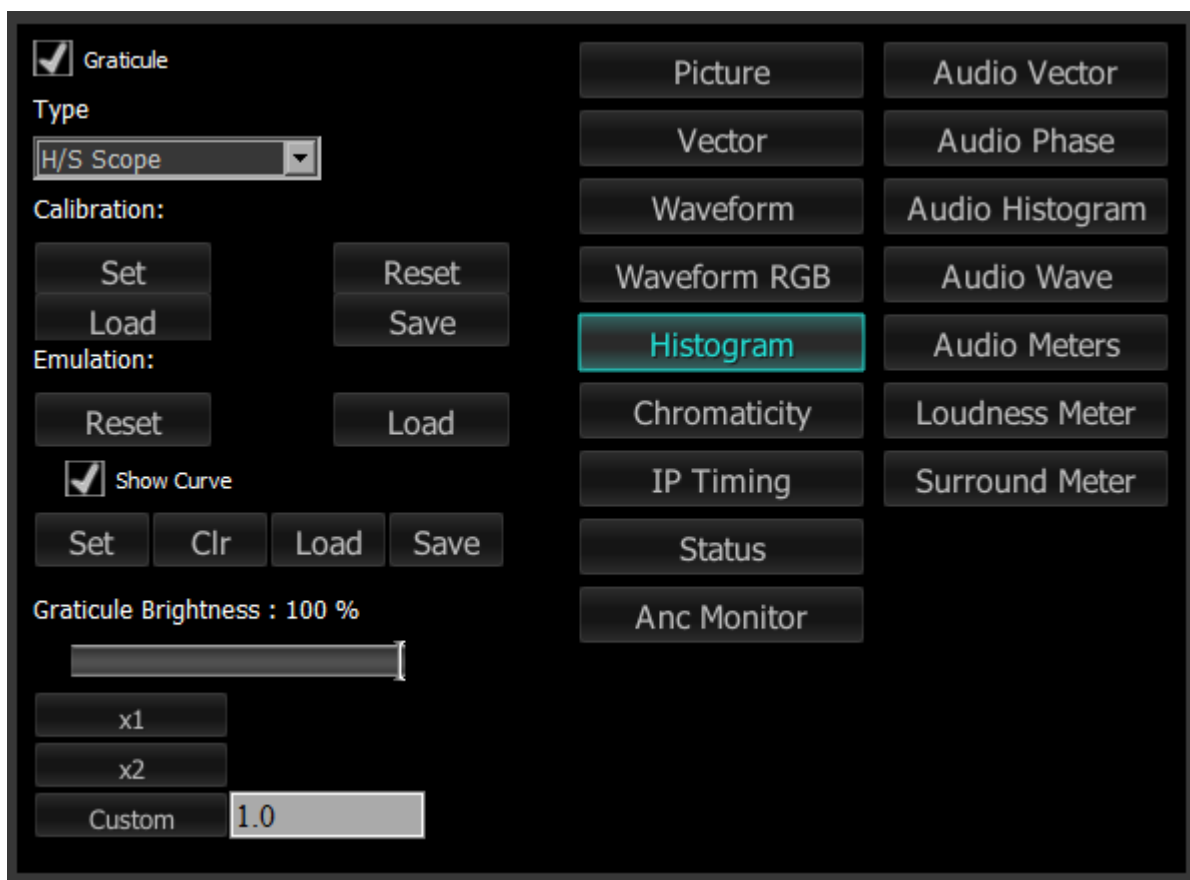 Graticule
Type
H/S Scope
Calibration:
Set Reset
Load Save
Emulation:
Reset Load
Show Curve
Set Clr Load Save
Graticule Brightness : 100 %
x1
x2
Custom 1.0
Picture Audio Vector
Vector Audio Phase
Waveform Audio Histogram
Waveform RGB Audio Wave
Histogram Audio Meters
Chromaticity Loudness Meter
IP Timing Surround Meter
Status
Anc Monitor